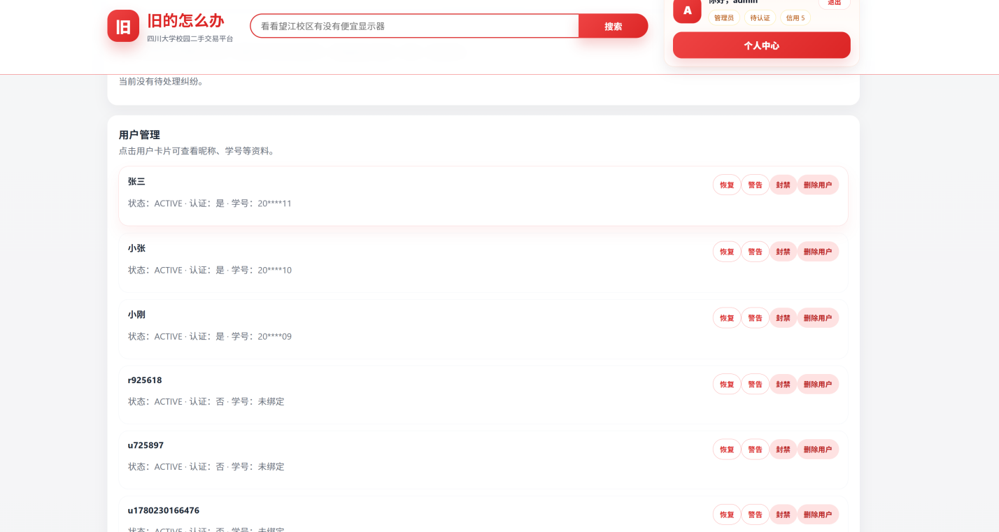 旧
旧的怎么办
四川大学校园二手交易平台
看看望江校区有没有便宜显示器
搜索
A
你好，admin
退出
管理员 待认证 信用 5
个人中心
当前没有待处理纠纷。
用户管理
点击用户卡片可查看昵称、学号等资料。
张三
恢复 警告 封禁 删除用户
状态：ACTIVE · 认证：是 · 学号：20****11
小张
恢复 警告 封禁 删除用户
状态：ACTIVE · 认证：是 · 学号：20****10
小刚
恢复 警告 封禁 删除用户
状态：ACTIVE · 认证：是 · 学号：20****09
r925618
恢复 警告 封禁 删除用户
状态：ACTIVE · 认证：否 · 学号：未绑定
u725897
恢复 警告 封禁 删除用户
状态：ACTIVE · 认证：否 · 学号：未绑定
u1780230166476
恢复 警告 封禁 删除用户
状态：ACTIVE · 认证：否 · 学号：未绑定